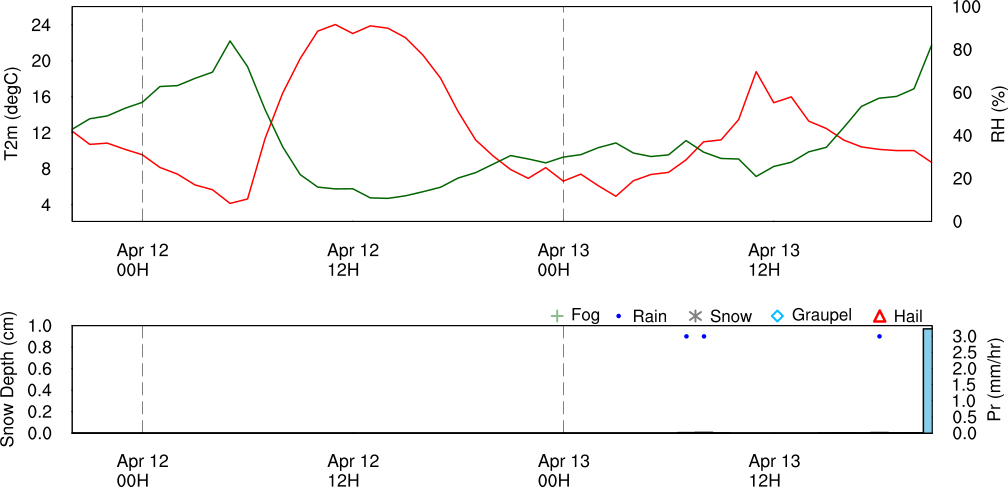 T2m (degC)
24
20
16
12
8
4
100
80
60
40
20
0
RH (%)
Apr 12
00H
Apr 12
12H
Apr 13
00H
Apr 13
12H
Fog Rain Snow Graupel Hail
Snow Depth (cm)
1.0
0.8
0.6
0.4
0.2
0.0
3.0
2.5
2.0
1.5
1.0
0.5
0.0
Pr (mm/hr)
Apr 12
00H
Apr 12
12H
Apr 13
00H
Apr 13
12H